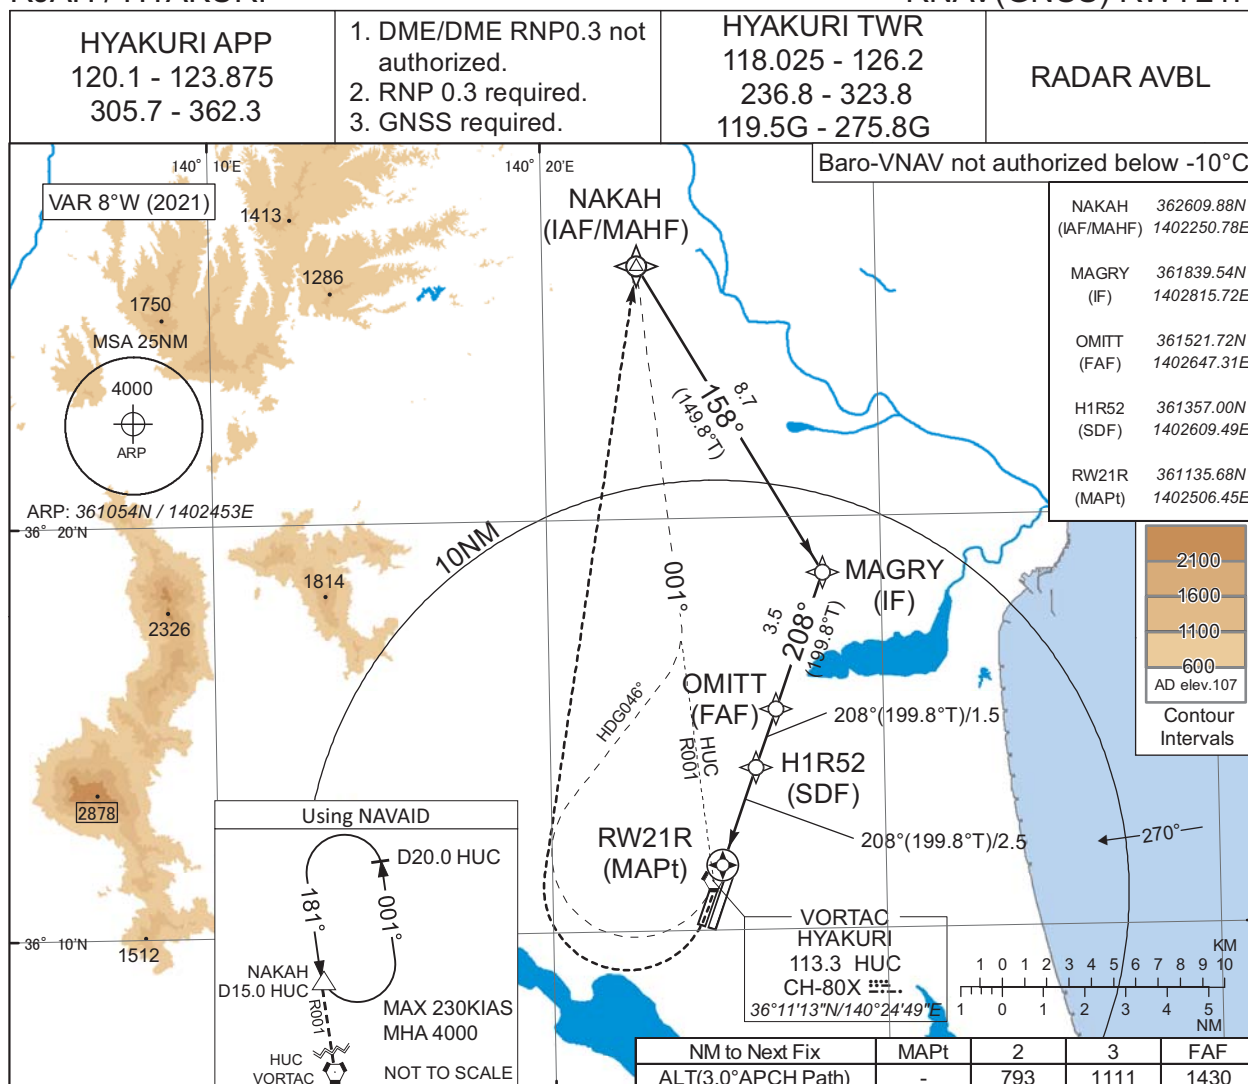 HYAKURI APP
120.1 - 123.875
305.7 - 362.3
1. DME/DME RNP0.3 not
authorized.
2. RNP 0.3 required.
3. GNSS required.
HYAKURI TWR
118.025 - 126.2
236.8 - 323.8
119.5G - 275.8G
RADAR AVBL
140° 10'E
140° 20'E
Baro-VNAV not authorized below -10°C
VAR 8°W (2021)
NAKAH
(IAF/MAHF)
NAKAH 362609.88N
(IAF/MAHF) 1402250.78E
MAGRY 361839.54N
(IF) 1402815.72E
OMITT 361521.72N
(FAF) 1402647.31E
H1R52 361357.00N
(SDF) 1402609.49E
RW21R 361135.68N
(MAPt) 1402506.45E
1413
1286
1750
MSA 25NM
4000
ARP
ARP: 361054N / 1402453E
36° 20'N
8.7
158°
(149.8°T)
10NM
001°
MAGRY
(IF)
3.5
208°
(199.8°T)
1814
2326
2100
1600
1100
600
AD elev.107
Contour
Intervals
OMITT
(FAF)
HDG046°
HUC
R001
208°(199.8°T)/1.5
H1R52
(SDF)
2878
RW21R
(MAPt)
208°(199.8°T)/2.5
270°
Using NAVAID
D20.0 HUC
181°
001°
NAKAH
D15.0 HUC
R001
MAX 230KIAS
MHA 4000
HUC
VORTAC
NOT TO SCALE
36° 10'N
1512
VORTAC
HYAKURI
113.3 HUC
CH-80X
36°11'13"N/140°24'49"E
KM
1 0 1 2 3 4 5 6 7 8 9 10
1 0 1 2 3 4 5
NM
NM to Next Fix MAPt 2 3 FAF
ALT(3.0°APCH Path) - 793 1111 1430